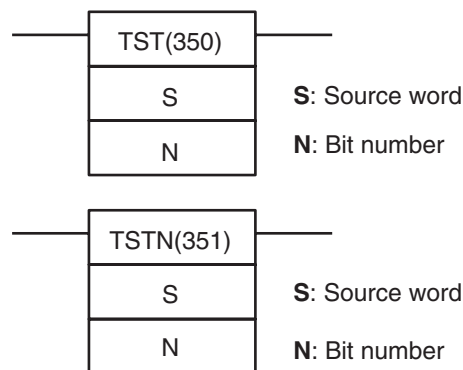 TST(350)
S
S: Source word
N
N: Bit number
TSTN(351)
S
S: Source word
N
N: Bit number